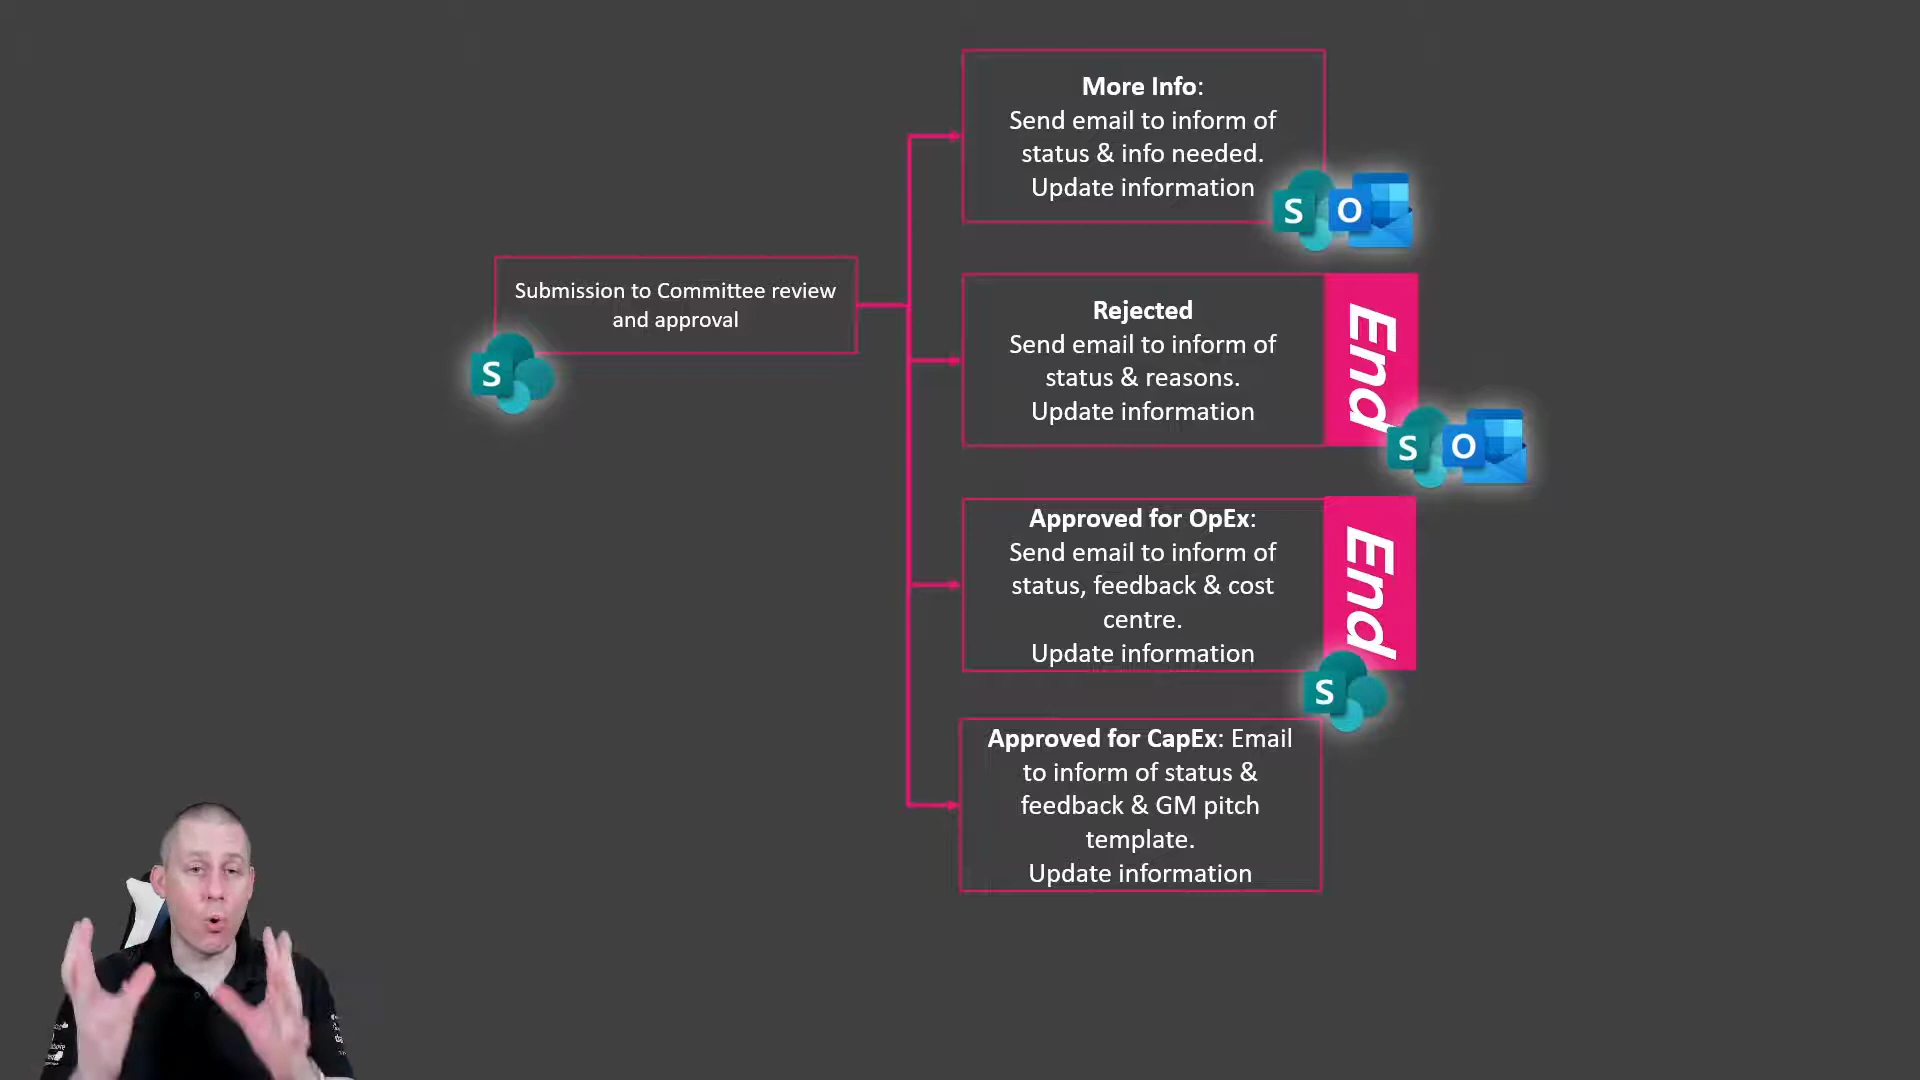 More Info:
Send email to inform of
status & info needed.
Update information
S
O
Submission to Committee review
and approval
S
Rejected
Send email to inform of
status & reasons.
Update information
End
S
O
Approved for OpEx:
Send email to inform of
status, feedback & cost
centre.
Update information
End
S
Approved for CapEx: Email
to inform of status &
feedback & GM pitch
template.
Update information